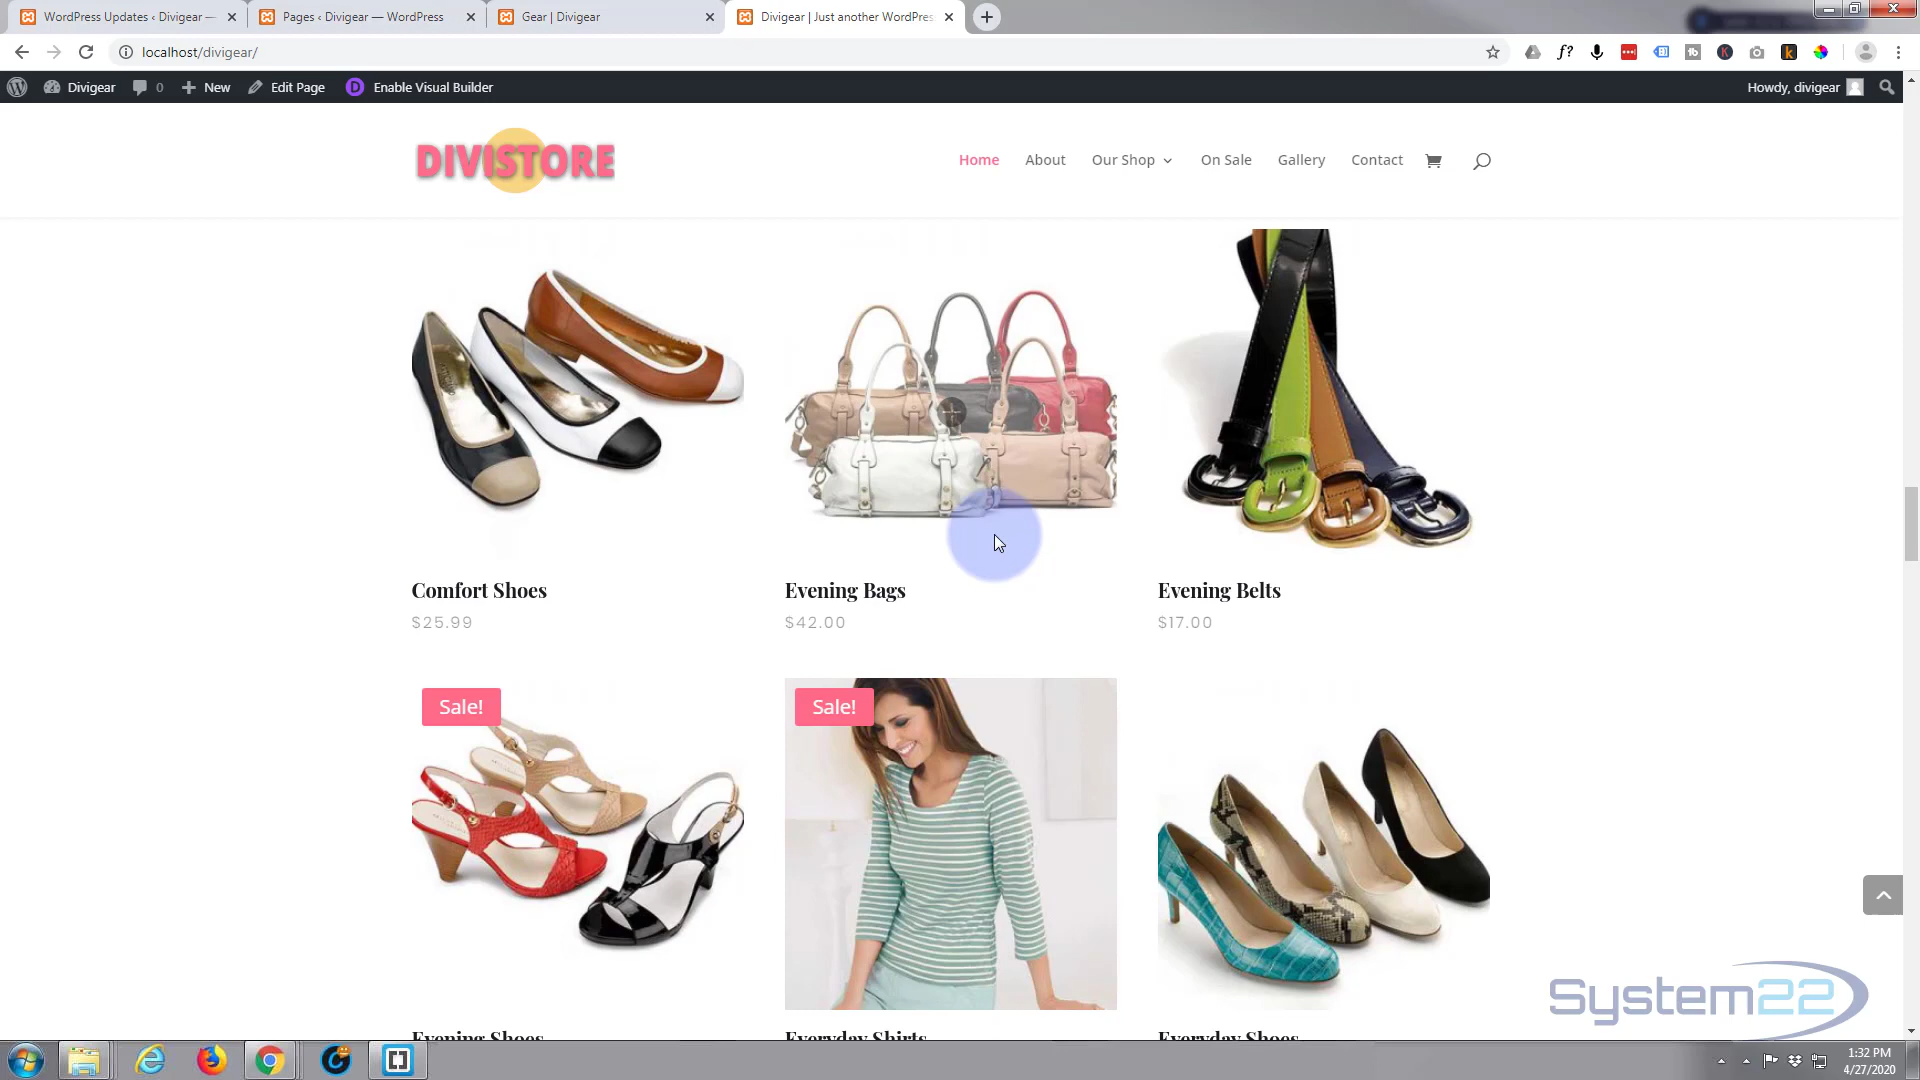 WordPress Updates ‹ Divigear —
Pages ‹ Divigear — WordPress
Gear | Divigear
Divigear | Just another WordPres
localhost/divigear/
Divigear
0
New
Edit Page
Enable Visual Builder
Howdy, divigear
DIVISTORE
Home
About
Our Shop
On Sale
Gallery
Contact
Comfort Shoes
$25.99
Evening Bags
$42.00
Evening Belts
$17.00
Sale!
Sale!
Evening Shoes
Everyday Shirts
Everyday Shoes
System22
1:32 PM
4/27/2020